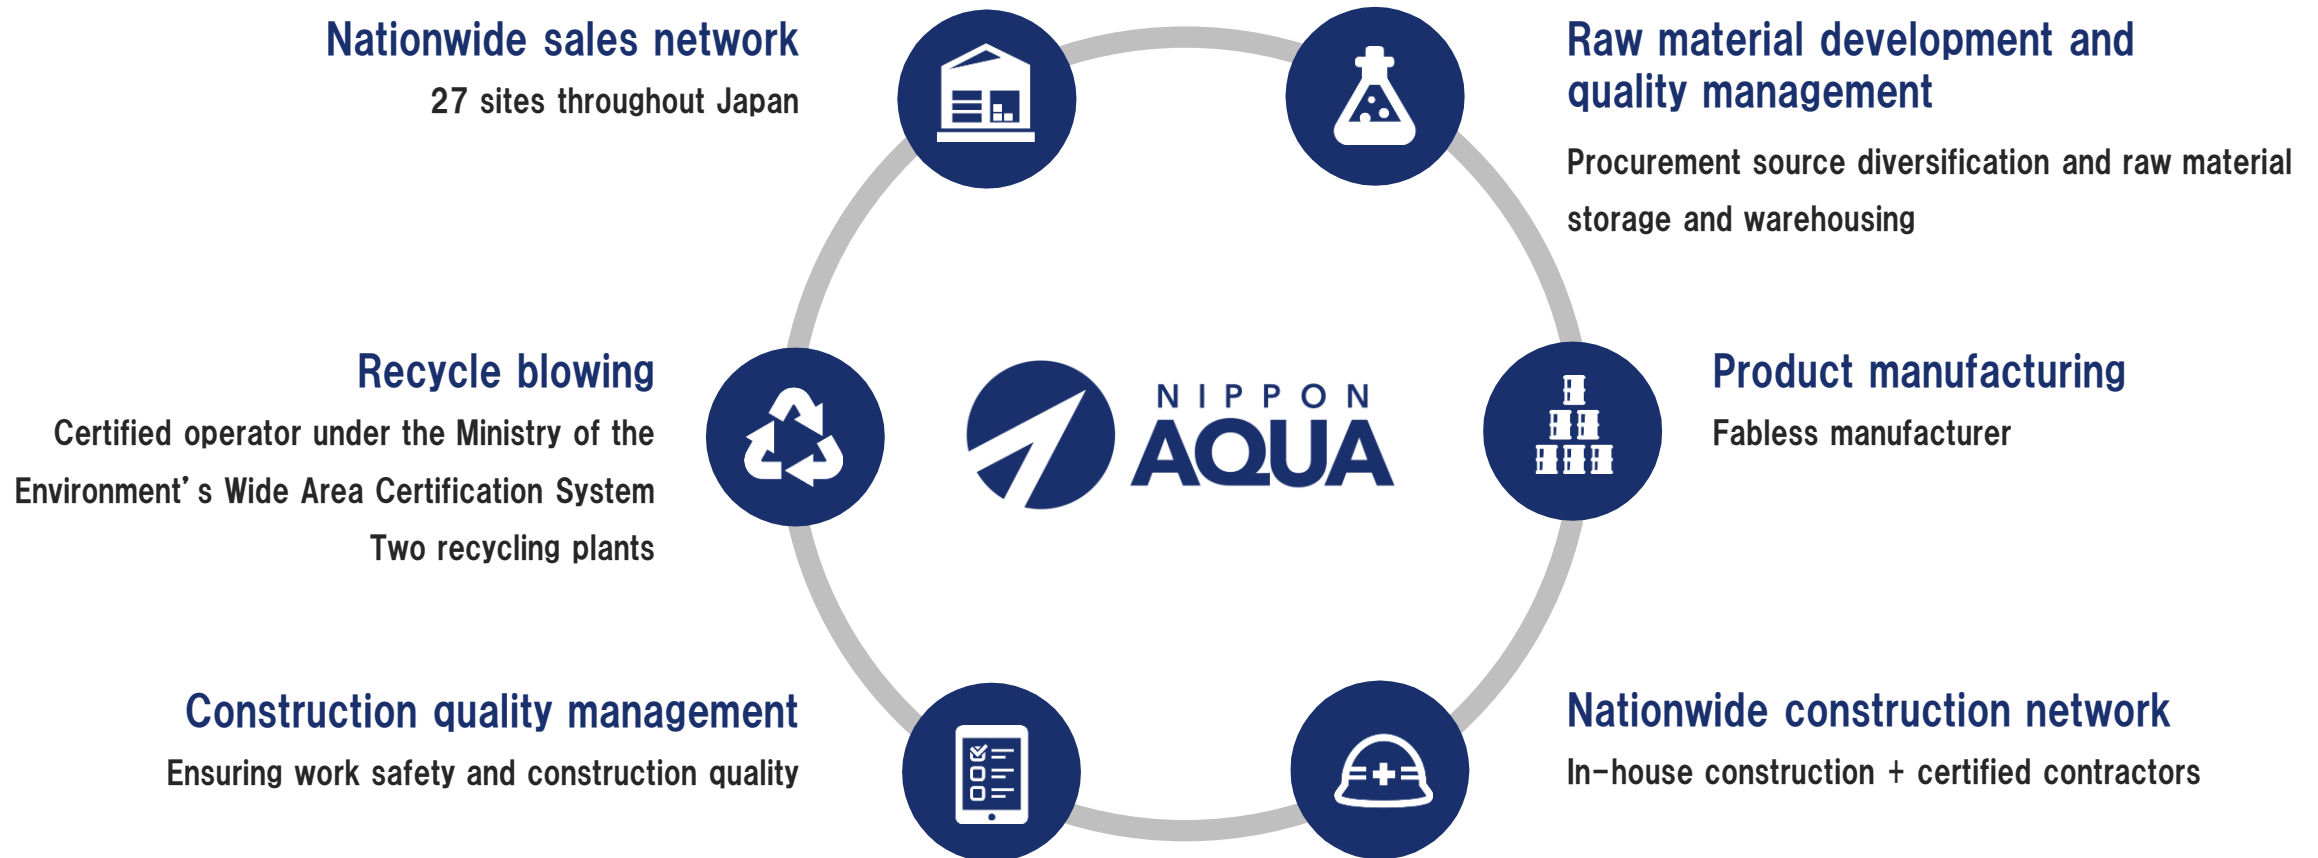 Nationwide sales network
27 sites throughout Japan
Raw material development and
quality management
Procurement source diversification and raw material
storage and warehousing
Recycle blowing
Certified operator under the Ministry of the
Environment’s Wide Area Certification System
Two recycling plants
NIPPON
AQUA
Product manufacturing
Fabless manufacturer
Construction quality management
Ensuring work safety and construction quality
Nationwide construction network
In-house construction + certified contractors